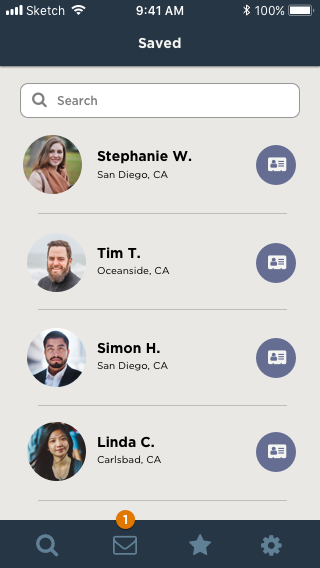 Sketch
9:41 AM
100%
Saved
Search
Stephanie W.
San Diego, CA
Tim T.
Oceanside, CA
Simon H.
San Diego, CA
Linda C.
Carlsbad, CA
1